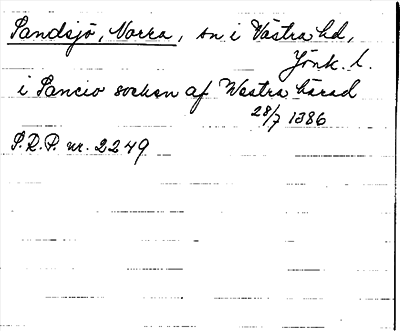 Sandsjö, Norra, sn i Västra hd,
Jönk. l.
i Sancio socken af Westra härad
28/7 1386
S.R.P. nr. 2249